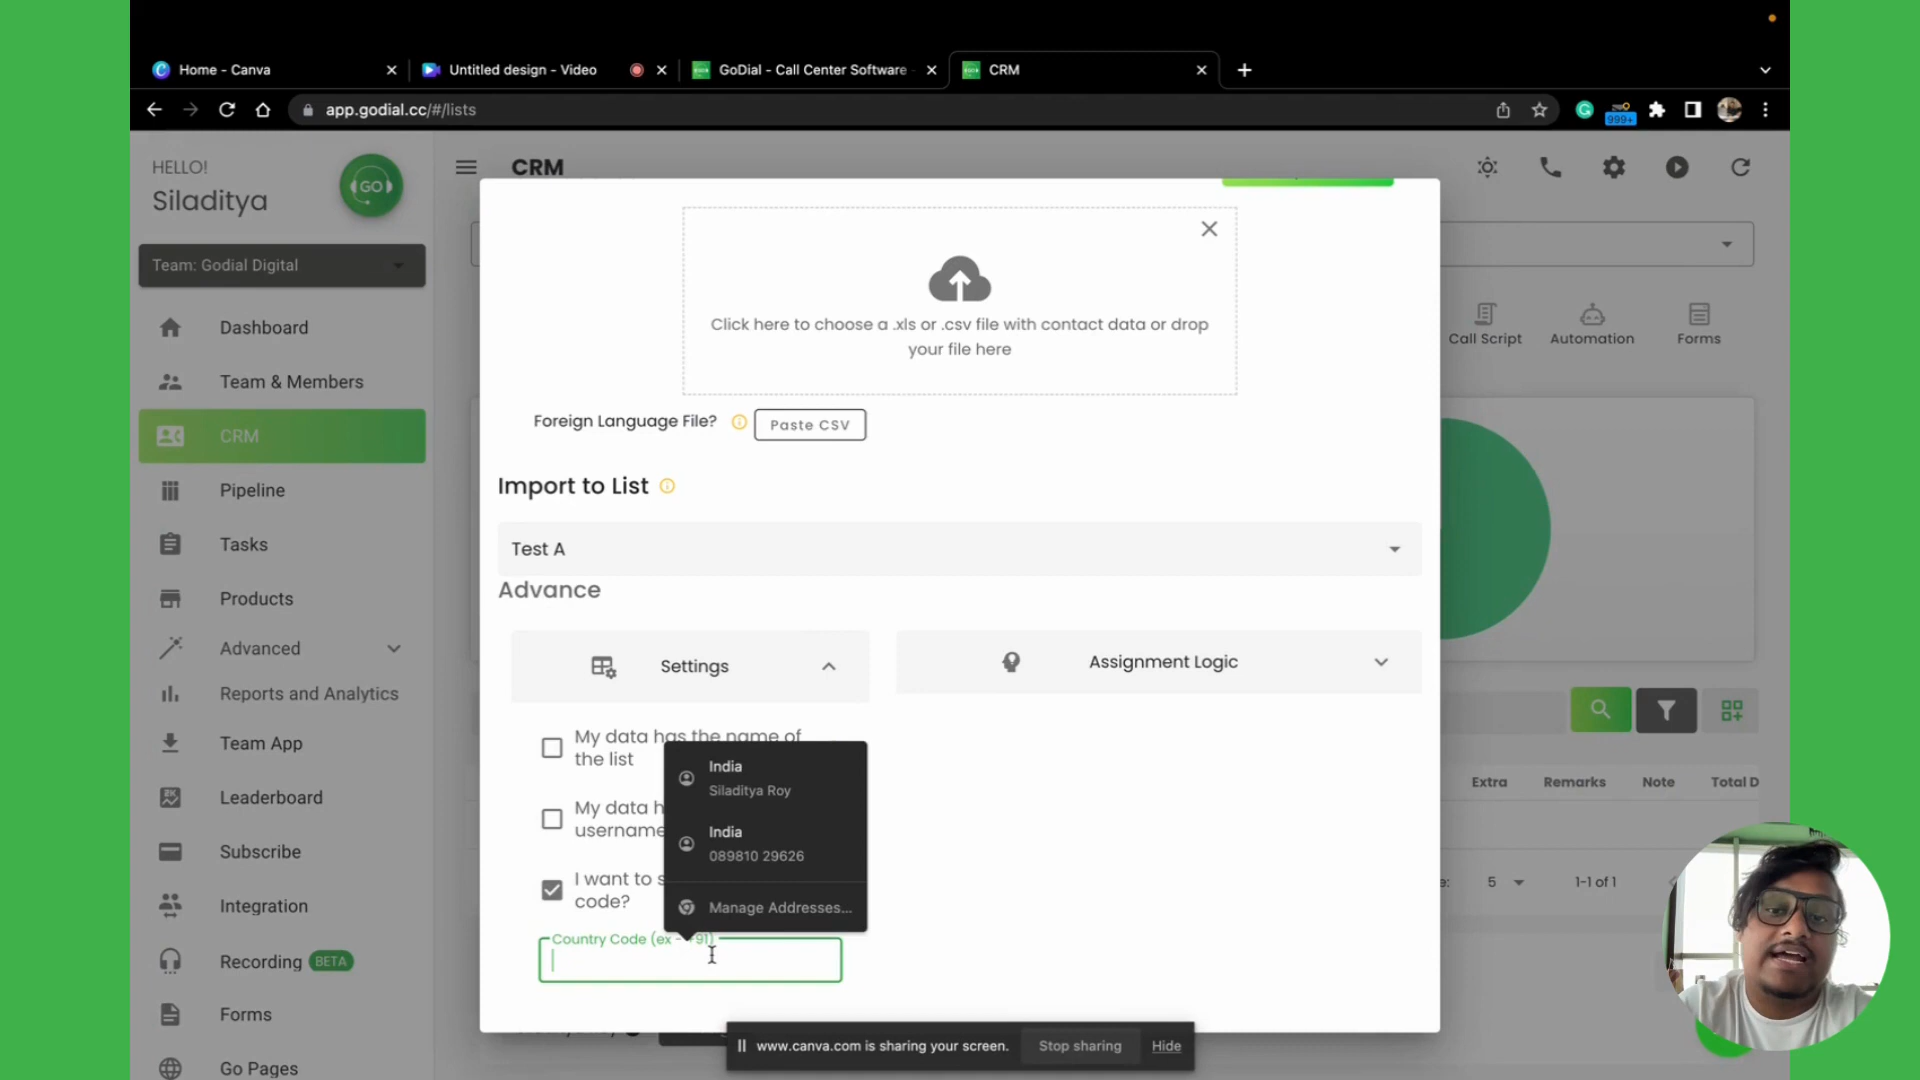 Home - Canva
Untitled design - Video
GoDial - Call Center Software
CRM
app.godial.cc/#/lists
999+
HELLO!
Siladitya
GO
CRM
Team: Godial Digital
Dashboard
Team & Members
CRM
Pipeline
Tasks
Products
Advanced
Reports and Analytics
Team App
Leaderboard
Subscribe
Integration
Recording BETA
Forms
Go Pages
Click here to choose a .xls or .csv file with contact data or drop
your file here
Foreign Language File?
Paste CSV
Import to List
Test A
Advance
Settings
Assignment Logic
My data has the name of
the list
My data h
username
I want to s
code?
India
Siladitya Roy
India
089810 29626
Manage Addresses...
Country Code (ex - +91)
Call Script
Automation
Forms
Extra
Remarks
Note
Total D
5
1-1 of 1
www.canva.com is sharing your screen.
Stop sharing
Hide